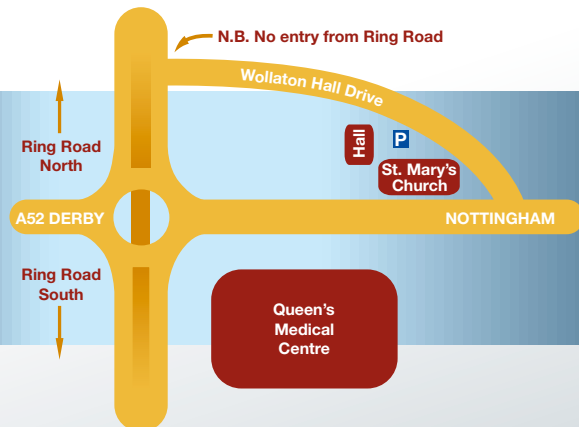 N.B. No entry from Ring Road
Wollaton Hall Drive
Ring Road
North
Hall
P
St. Mary's
Church
A52 DERBY
NOTTINGHAM
Ring Road
South
Queen's
Medical
Centre